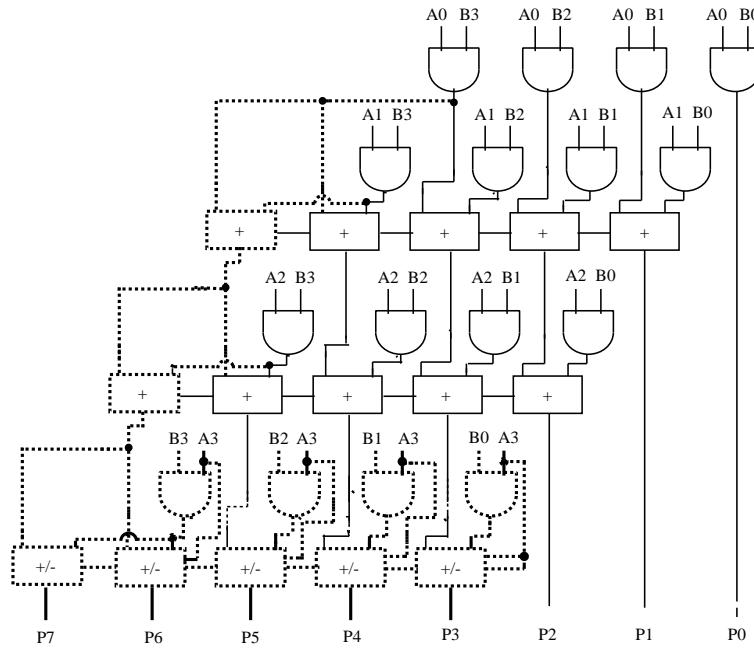 A0 B3 A0 B2 A0 B1 A0 B0
A1 B3 A1 B2 A1 B1 A1 B0
+ + + + +
A2 B3 A2 B2 A2 B1 A2 B0
+ + + + +
B3 A3 B2 A3 B1 A3 B0 A3
+/- +/- +/- +/- +/-
P7 P6 P5 P4 P3 P2 P1 P0